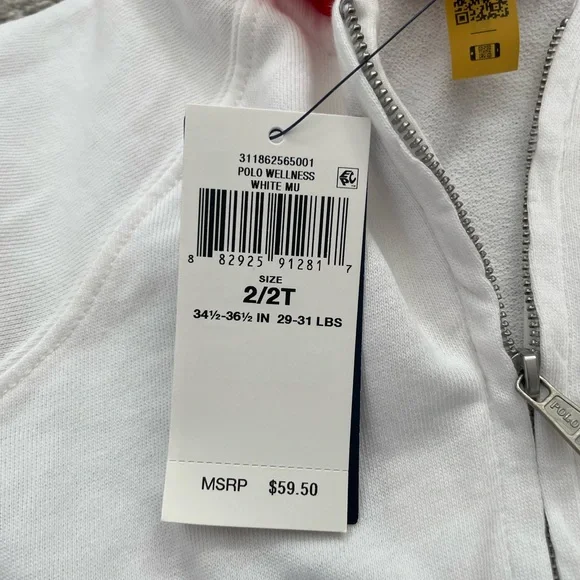 311862565001
POLO WELLNESS
WHITE MU
8 82925 91281 7
SIZE
2/2T
34½-36½ IN 29-31 LBS
MSRP $59.50
POLO